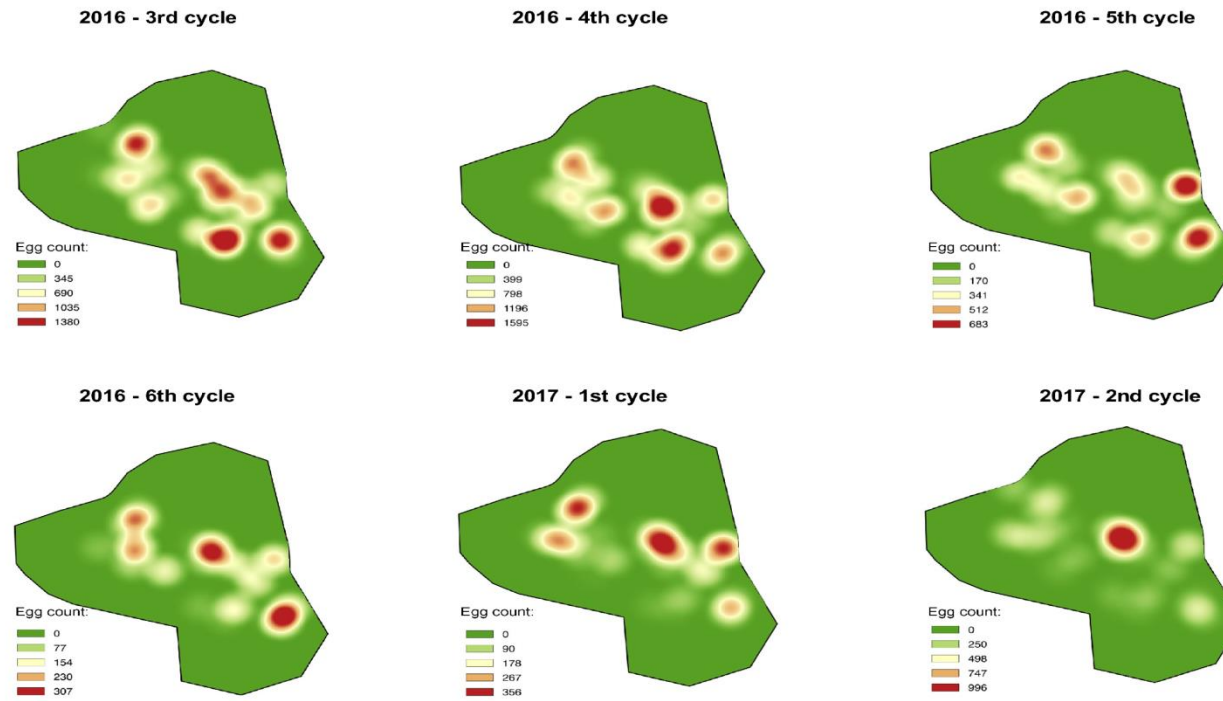 2016 - 3rd cycle
2016 - 4th cycle
2016 - 5th cycle
Egg count:
0
345
690
1035
1380
Egg count:
0
399
798
1196
1595
Egg count:
0
170
341
512
683
2016 - 6th cycle
2017 - 1st cycle
2017 - 2nd cycle
Egg count:
0
77
154
230
307
Egg count:
0
90
178
267
356
Egg count:
0
250
498
747
996